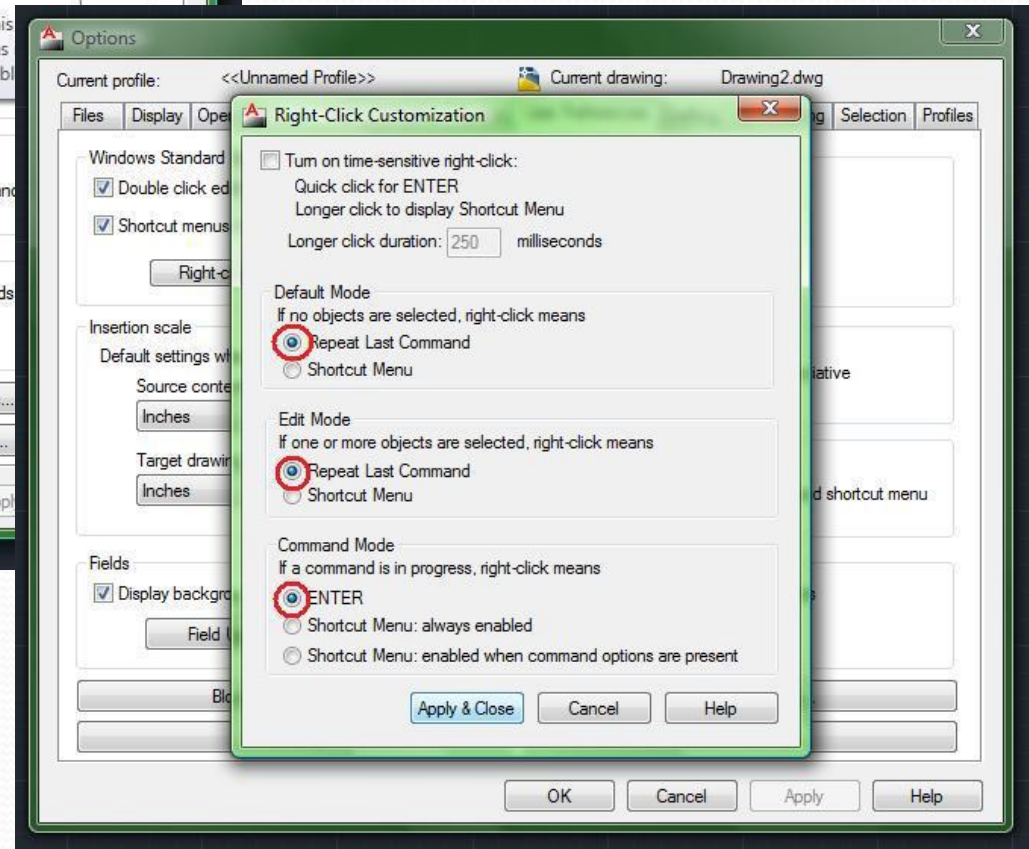 Options
Current profile: <<Unnamed Profile>> Current drawing: Drawing2.dwg
Files Display Ope Selection Profiles
Right-Click Customization
Windows Standard
Double click ed
Shortcut menus
Right-c
Turn on time-sensitive right-click:
Quick click for ENTER
Longer click to display Shortcut Menu
Longer click duration: 250 milliseconds
Default Mode
If no objects are selected, right-click means
Repeat Last Command
Shortcut Menu
Insertion scale
Default settings wh
Source conte
Inches
Target drawin
Inches
iative
Edit Mode
If one or more objects are selected, right-click means
Repeat Last Command
Shortcut Menu
d shortcut menu
Command Mode
If a command is in progress, right-click means
ENTER
Shortcut Menu: always enabled
Shortcut Menu: enabled when command options are present
Fields
Display backgro
Field U
Blo
Apply & Close Cancel Help
OK Cancel Apply Help